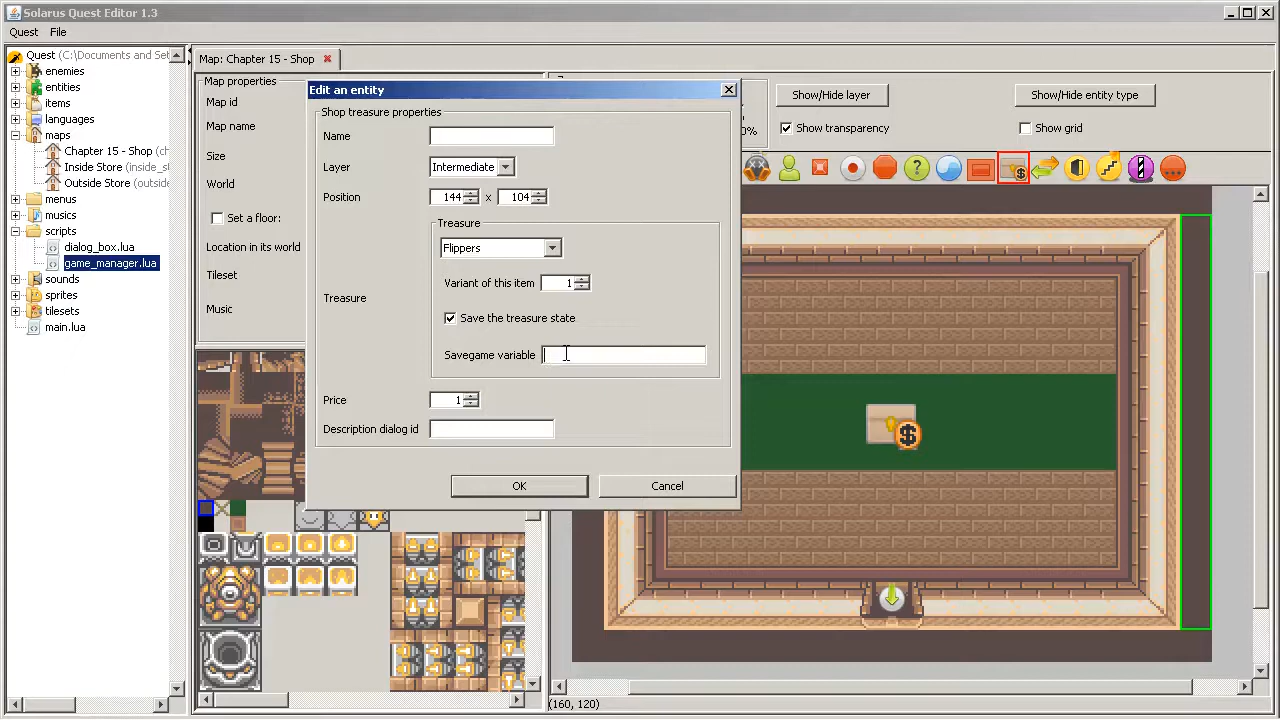 Solarus Quest Editor 1.3
Quest File
Quest (C:\Documents and Set
enemies
entities
items
languages
maps
Chapter 15 - Shop (ch
Inside Store (inside_s
Outside Store (outside
menus
musics
scripts
dialog_box.lua
game_manager.lua
sounds
sprites
tilesets
main.lua
Map: Chapter 15 - Shop
Map properties
Map id
Map name
Size
World
Set a floor:
Location in its world
Tileset
Music
Edit an entity
Shop treasure properties
Name
Layer Intermediate
Position 144 x 104
Treasure
Treasure
Flippers
Variant of this item 1
Save the treasure state
Savegame variable
Price 1
Description dialog id
OK Cancel
%
Show/Hide layer
Show/Hide entity type
Show transparency
Show grid
(160, 120)